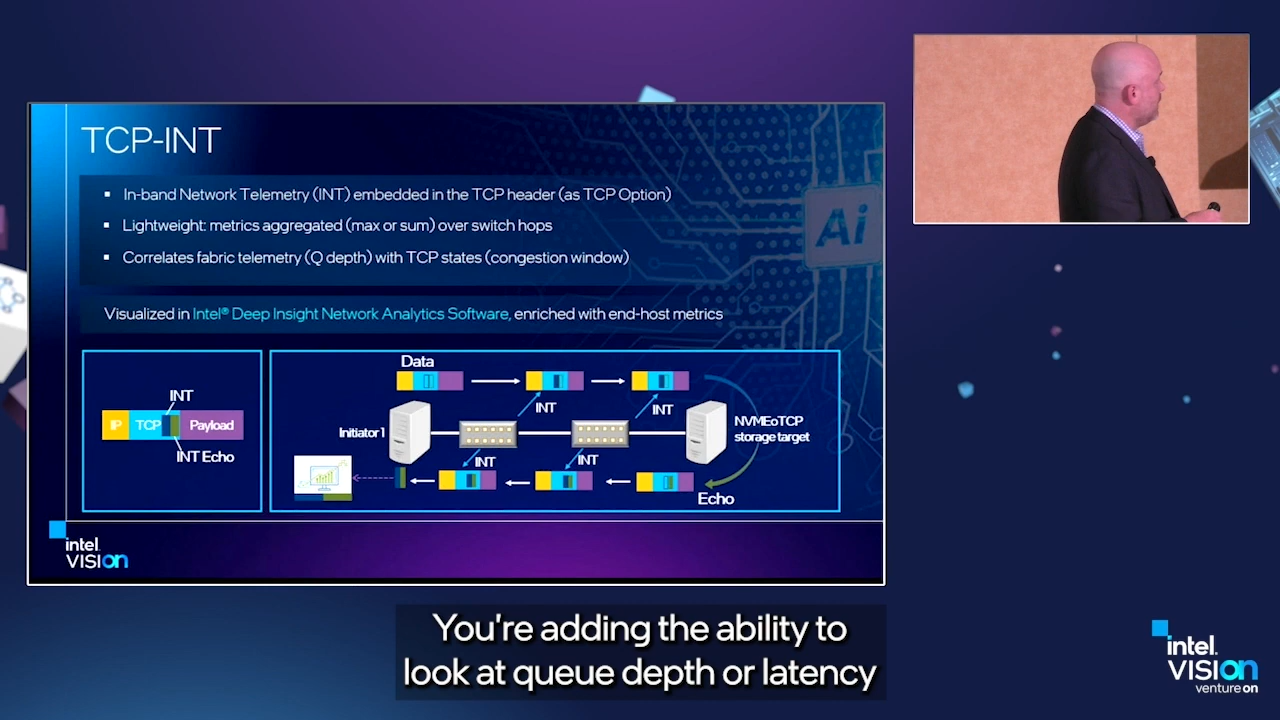 TCP-INT
▪ In-band Network Telemetry (INT) embedded in the TCP header (as TCP Option)
▪ Lightweight: metrics aggregated (max or sum) over switch hops
▪ Correlates fabric telemetry (Q depth) with TCP states (congestion window)
Visualized in Intel® Deep Insight Network Analytics Software, enriched with end-host metrics
INT
IP TCP Payload
INT Echo
Data
INT
INT
Initiator 1
NVMEoTCP
storage target
INT
INT
Echo
Ai
intel.
VISION
You're adding the ability to
look at queue depth or latency
intel.
VISION
venture on